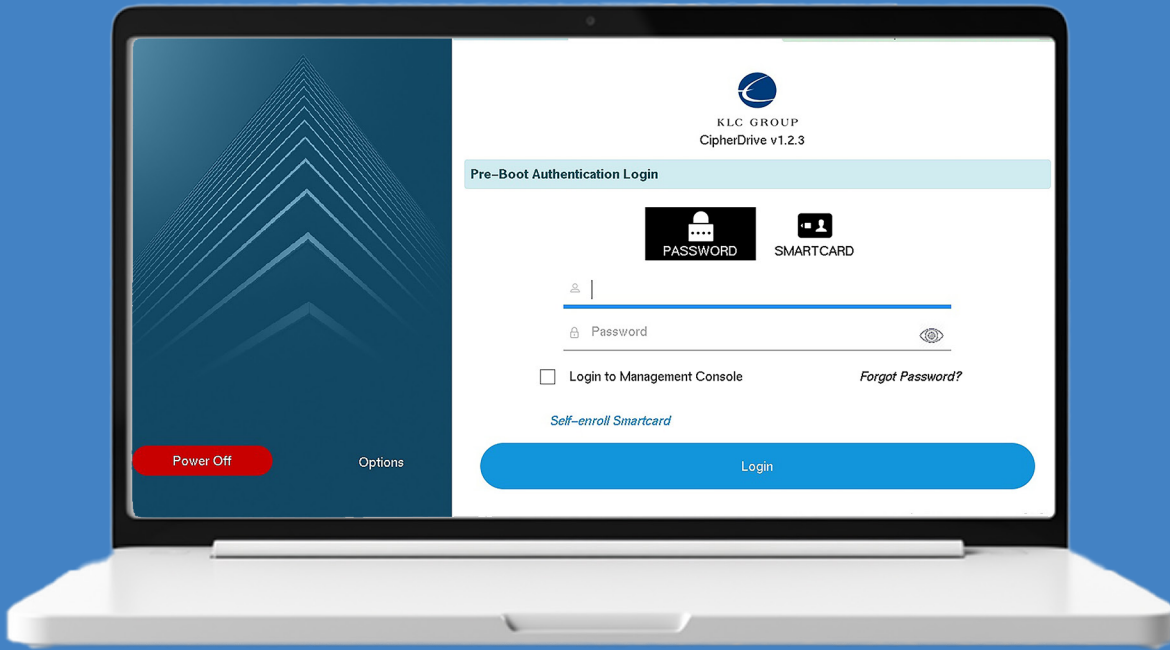 KLC GROUP
CipherDrive v1.2.3
Pre-Boot Authentication Login
PASSWORD
SMARTCARD
Password
Login to Management Console
Forgot Password?
Self-enroll Smartcard
Power Off
Options
Login